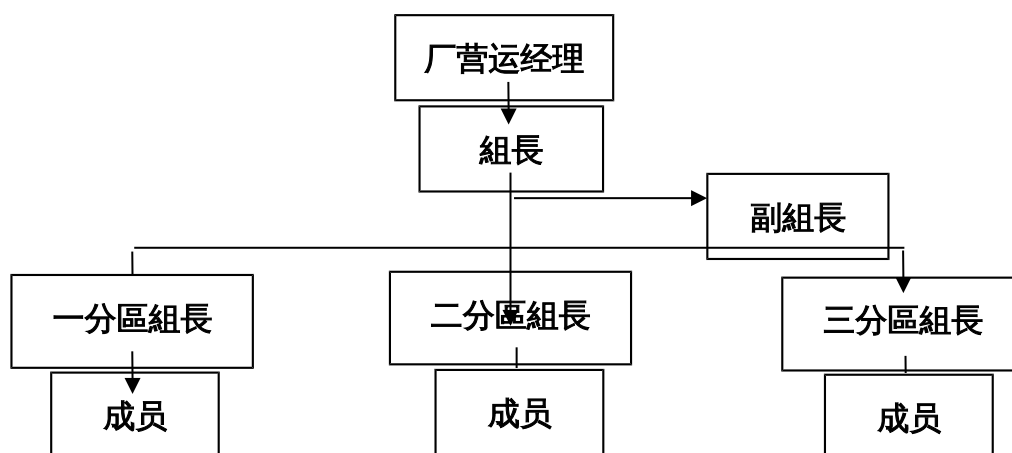 厂营运经理
組長
副組長
一分區組長
二分區組長
三分區組長
成员
成员
成员